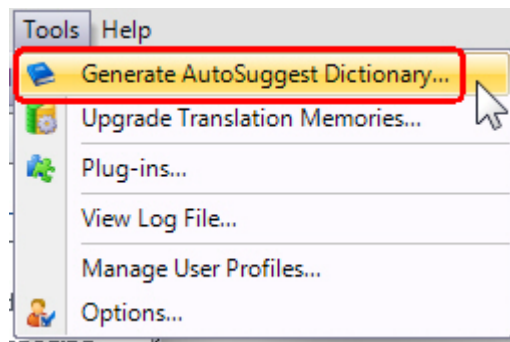 Tools Help
Generate AutoSuggest Dictionary...
Upgrade Translation Memories...
Plug-ins...
View Log File...
Manage User Profiles...
Options...